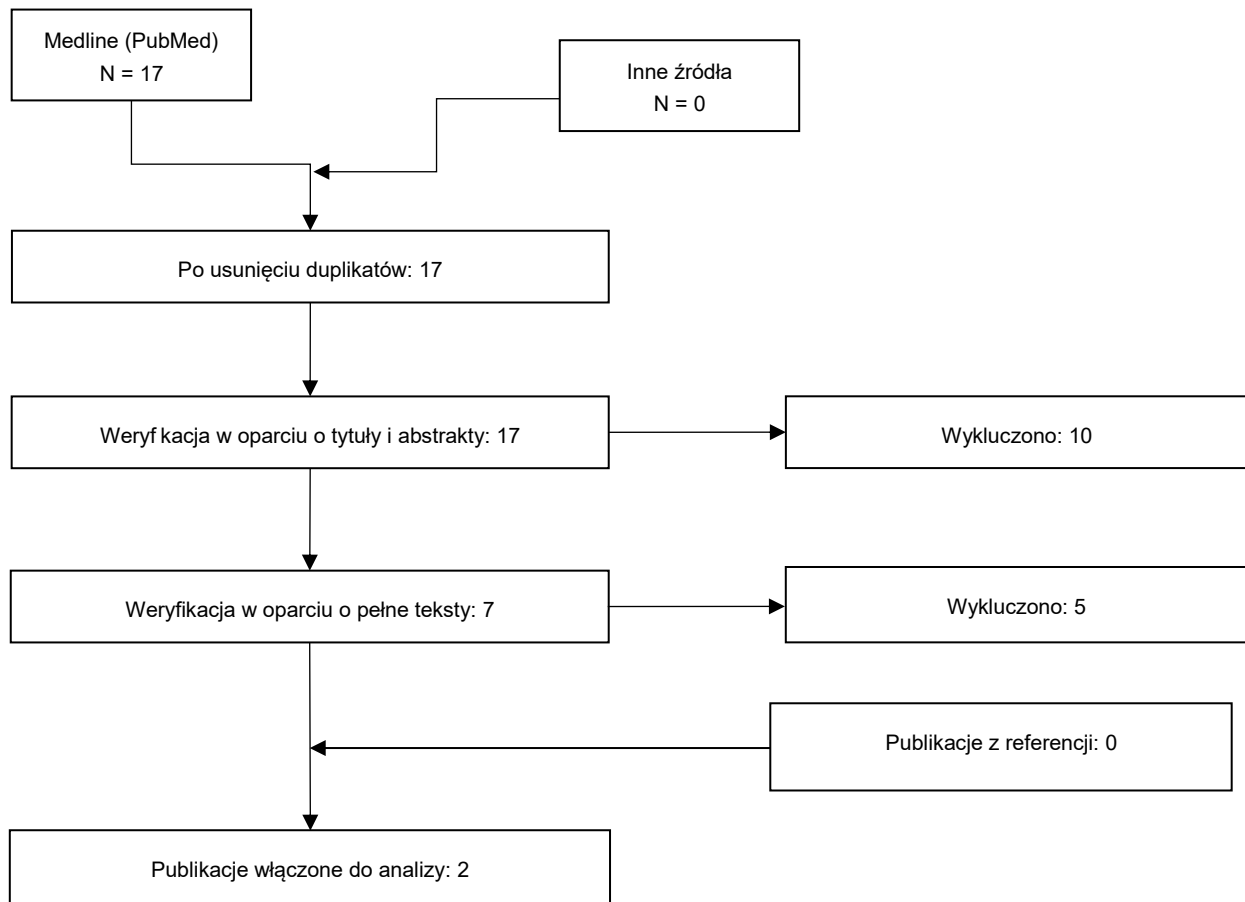 Medline (PubMed)
N = 17
Inne źródła
N = 0
Po usunięciu duplikatów: 17
Weryf kacja w oparciu o tytuły i abstrakty: 17
Wykluczono: 10
Weryfikacja w oparciu o pełne teksty: 7
Wykluczono: 5
Publikacje z referencji: 0
Publikacje włączone do analizy: 2